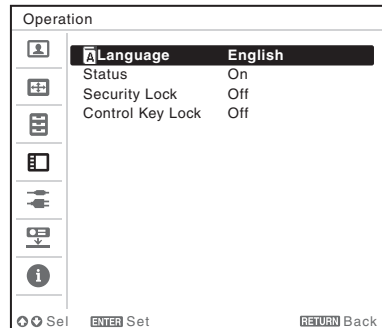 Operation
A Language English
Status On
Security Lock Off
Control Key Lock Off
Sel ENTER Set RETURN Back